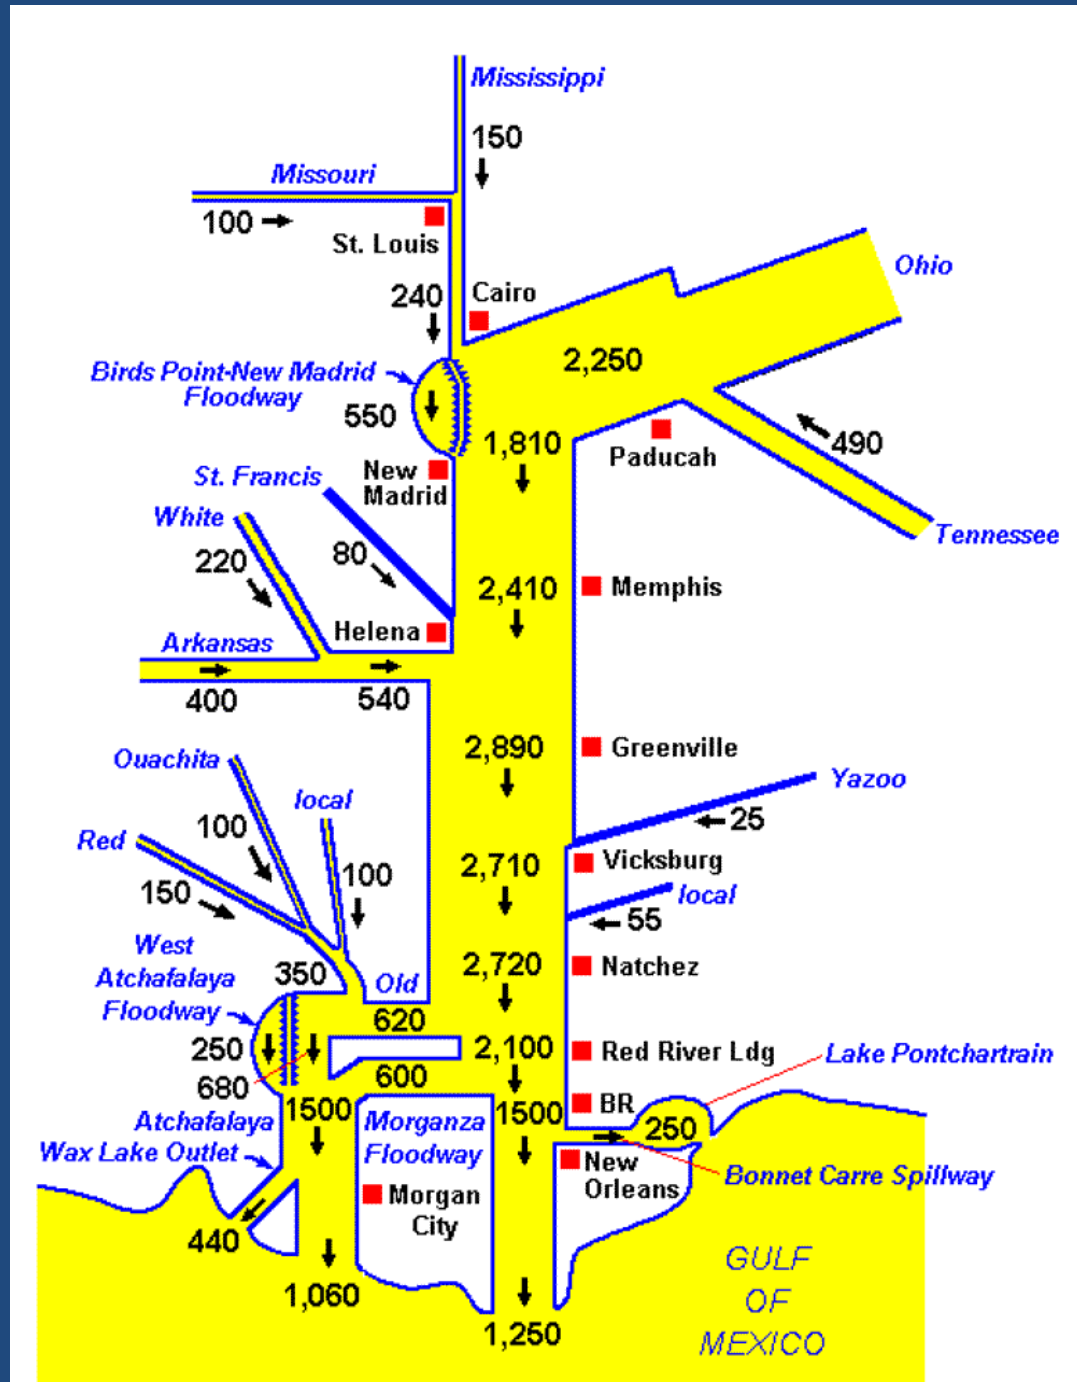 Mississippi
150
Missouri
100
St. Louis
Ohio
240
Cairo
2,250
Birds Point-New Madrid
Floodway
550
1,810
490
Paducah
New
Madrid
St. Francis
White
Tennessee
220
80
2,410
Memphis
Helena
Arkansas
400
540
2,890
Greenville
Ouachita
Yazoo
local
25
100
Red
2,710
Vicksburg
150
100
local
55
West
Atchafalaya
Floodway
350
Old
2,720
Natchez
620
250
2,100
Red River Ldg
Lake Pontchartrain
680
600
1500
1500
BR
Atchafalaya
Morganza
Floodway
250
Wax Lake Outlet
New
Orleans
Bonnet Carre Spillway
Morgan
City
440
1,060
1,250
GULF
OF
MEXICO